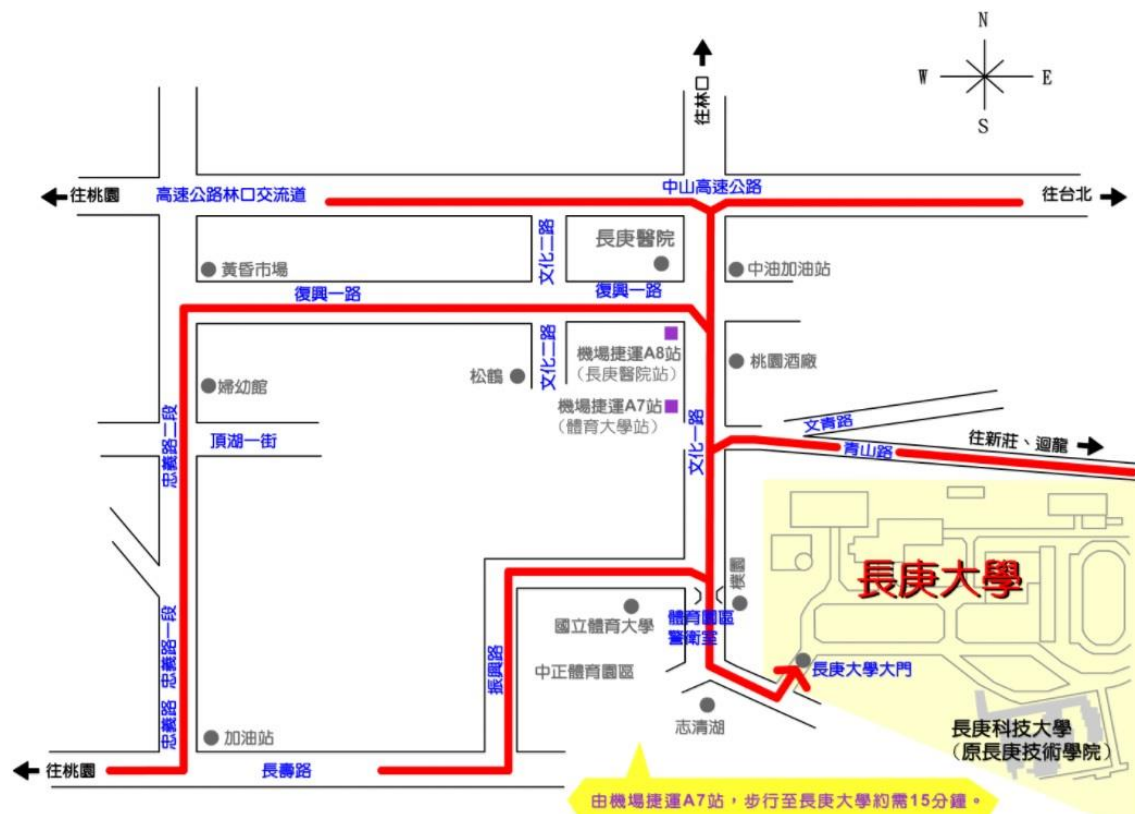 N
W E
S
往林口
往桃園
高速公路林口交流道
中山高速公路
往台北
文化二路
長庚醫院
黃昏市場
中油加油站
復興一路
復興一路
文化二路
機場捷運A8站
（長庚醫院站）
桃園酒廠
婦幼館
松鶴
機場捷運A7站
（體育大學站）
文青路
忠義路二段
頂湖一街
文化一路
青山路
往新莊、迴龍
長庚大學
樸園
國立體育大學
體育園區
警衛室
忠義路一段
振興路
中正體育園區
長庚大學大門
忠義路
志清湖
長庚科技大學
（原長庚技術學院）
加油站
往桃園
長壽路
由機場捷運A7站，步行至長庚大學約需15分鐘。